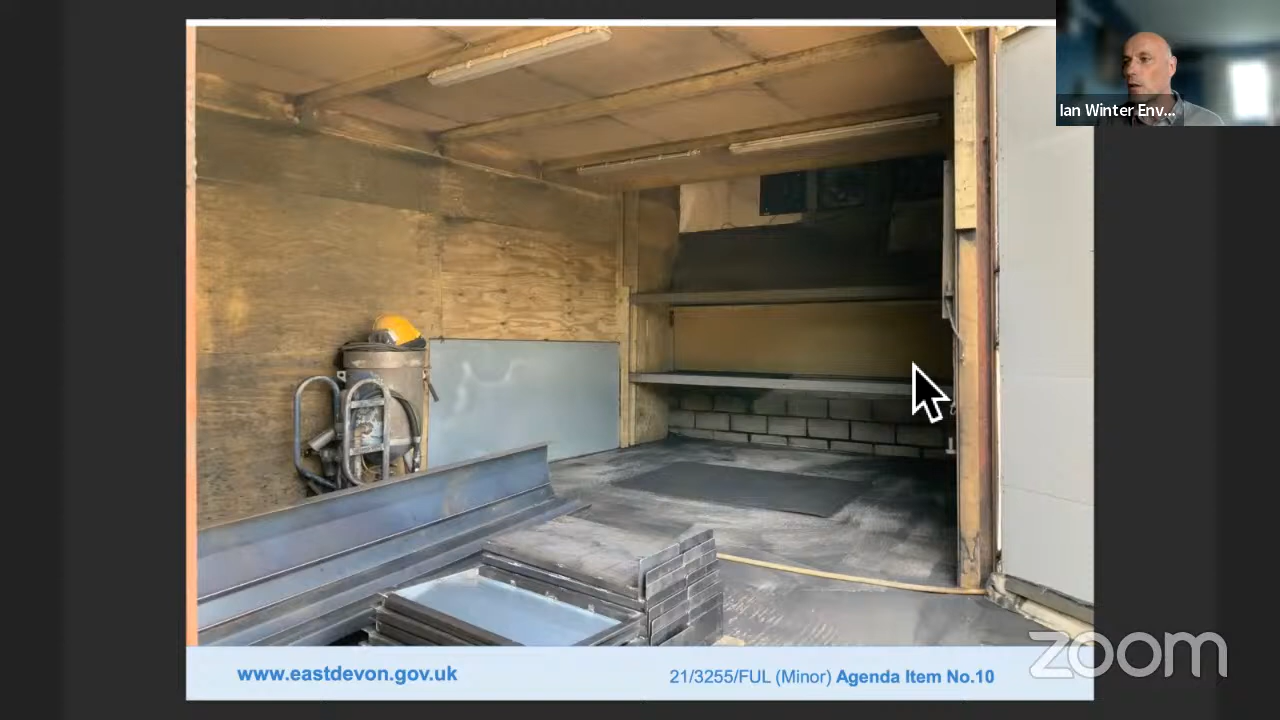 Ian Winter Env...
www.eastdevon.gov.uk
21/3255/FUL (Minor) Agenda Item No.10
zoom